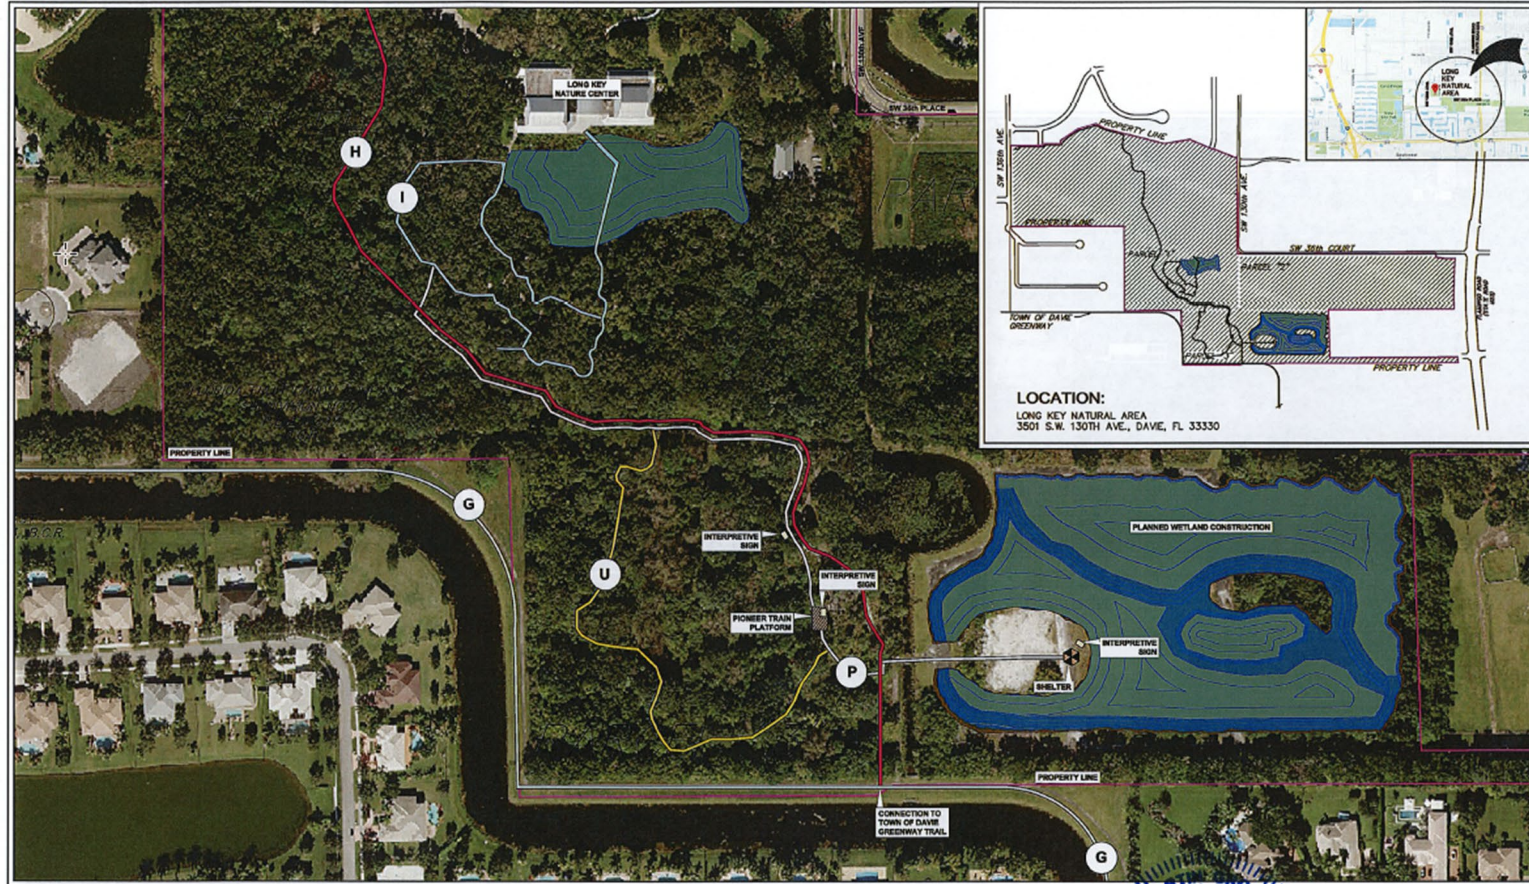 LONG KEY
NATURE CENTER
SW 130th AVE
SW 36th PLACE
PAR
H
I
PROPERTY LINE
G
U
INTERPRETIVE
SIGN
INTERPRETIVE
SIGN
PIONEER TRAIN
PLATFORM
P
PLANNED WETLAND CONSTRUCTION
INTERPRETIVE
SIGN
SHELTER
PROPERTY LINE
CONNECTION TO
TOWN OF DAVIE
GREENWAY TRAIL
G
LONG
KEY
NATURAL
AREA
PROPERTY LINE
SW 136th AVE.
SW 130th AVE.
PROPERTY LINE
SW 36th COURT
PARCEL
PARCEL
TOWN OF DAVIE
GREENWAY
PROPERTY LINE
LOCATION:
LONG KEY NATURAL AREA
3501 S.W. 130TH AVE., DAVIE, FL 33330